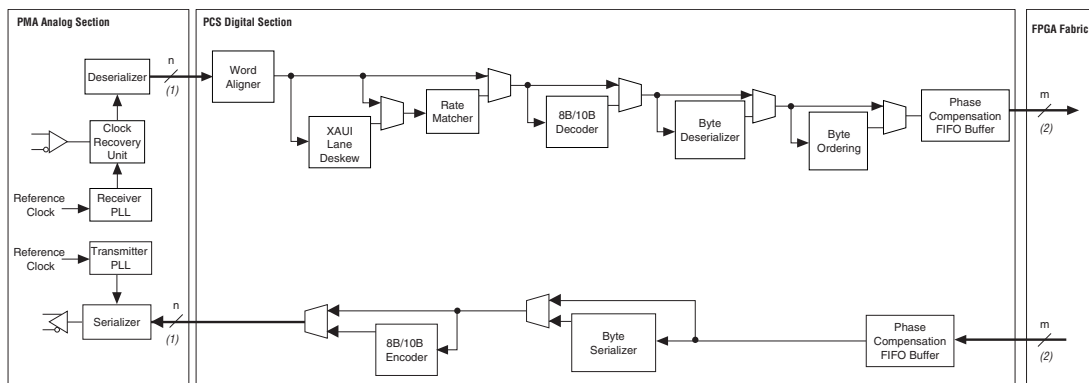 PMA Analog Section
PCS Digital Section
FPGA Fabric
n
(1)
Deserializer
Word
Aligner
Clock
Recovery
Unit
XAUI
Lane
Deskew
Rate
Matcher
8B/10B
Decoder
Byte
Deserializer
Byte
Ordering
Phase
Compensation
FIFO Buffer
m
(2)
Reference
Clock
Receiver
PLL
Reference
Clock
Transmitter
PLL
Serializer
n
(1)
8B/10B
Encoder
Byte
Serializer
Phase
Compensation
FIFO Buffer
m
(2)